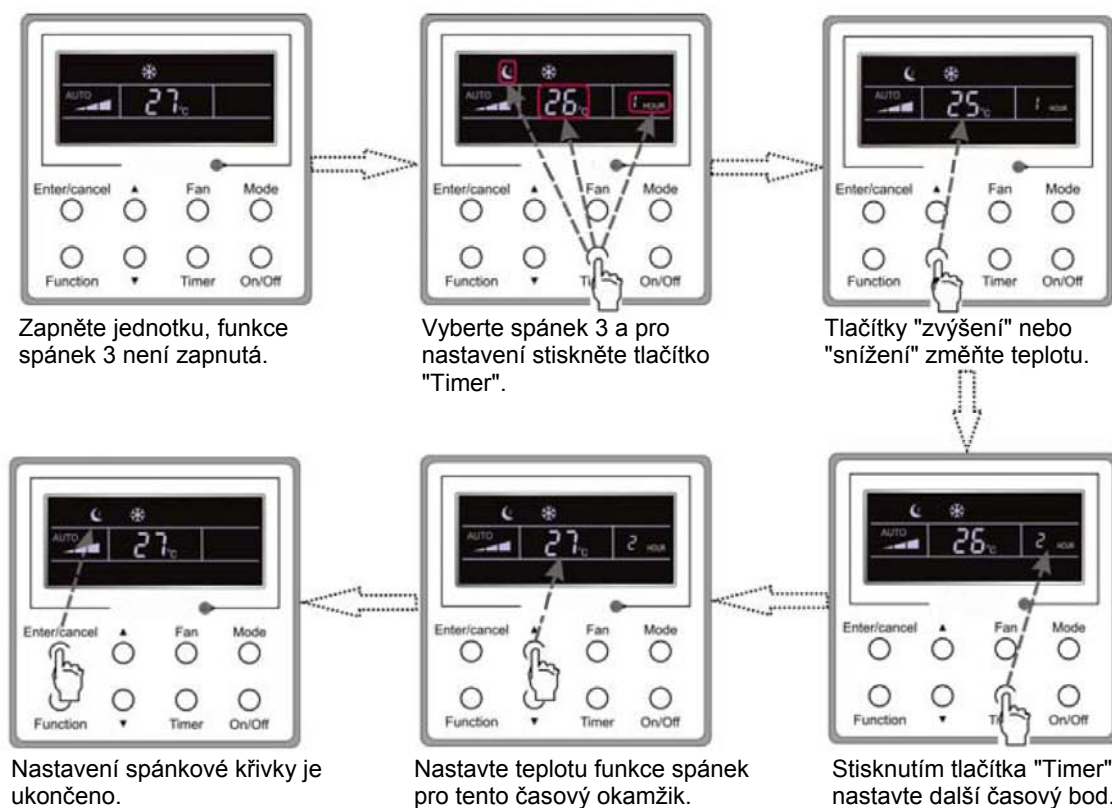 AUTO 27°C
Enter/cancel ▲ Fan Mode
Function ▼ Timer On/Off
Zapněte jednotku, funkce
spánek 3 není zapnutá.
AUTO 26°C 1 HOUR
Enter/cancel ▲ Fan Mode
Function ▼ Ti On/Off
Vyberte spánek 3 a pro
nastavení stiskněte tlačítko
"Timer".
AUTO 25°C 1 HOUR
Enter/cancel ▲ Fan Mode
Function Timer On/Off
Tlačítky "zvýšení" nebo
"snížení" změňte teplotu.
AUTO 27°C
Enter/cancel ▲ Fan Mode
Function ▼ Timer On/Off
Nastavení spánkové křivky je
ukončeno.
AUTO 27°C 2 HOUR
Enter/cancel ▲ Fan Mode
Function ▼ Timer On/Off
Nastavte teplotu funkce spánek
pro tento časový okamžik.
AUTO 26°C 2 HOUR
Enter/cancel ▲ Fan Mode
Function ▼ Ti On/Off
Stisknutím tlačítka "Timer"
nastavte další časový bod.